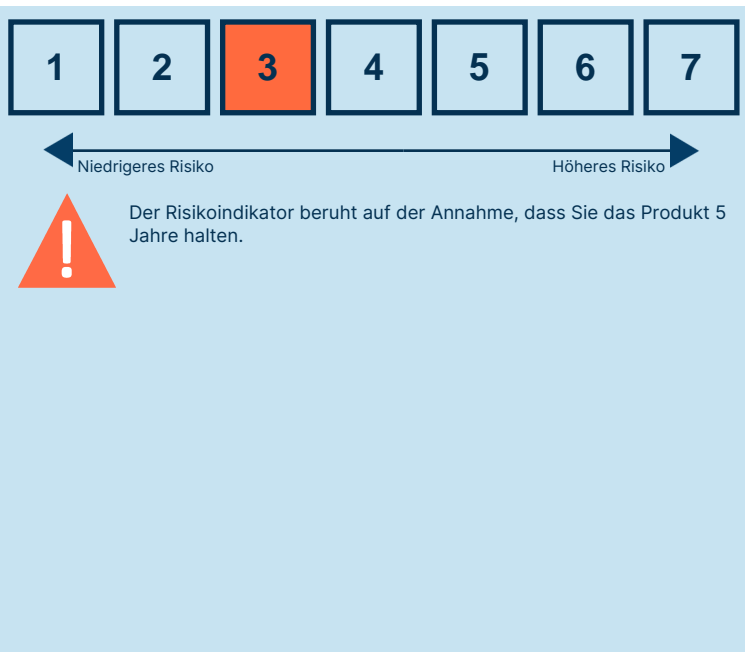 1 2 3 4 5 6 7
Niedrigeres Risiko Höheres Risiko
Der Risikoindikator beruht auf der Annahme, dass Sie das Produkt 5
Jahre halten.